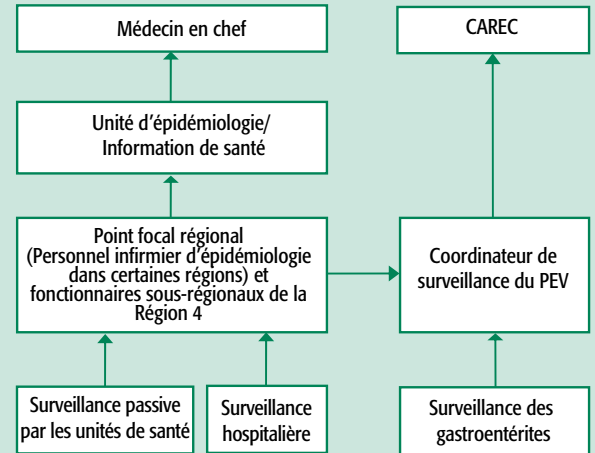 Médecin en chef
CAREC
Unité d'épidémiologie/
Information de santé
Point focal régional
(Personnel infirmier d'épidémiologie
dans certaines régions) et
fonctionnaires sous-régionaux de la
Région 4
Coordinateur de
surveillance du PEV
Surveillance passive
par les unités de santé
Surveillance
hospitalière
Surveillance des
gastroentérites